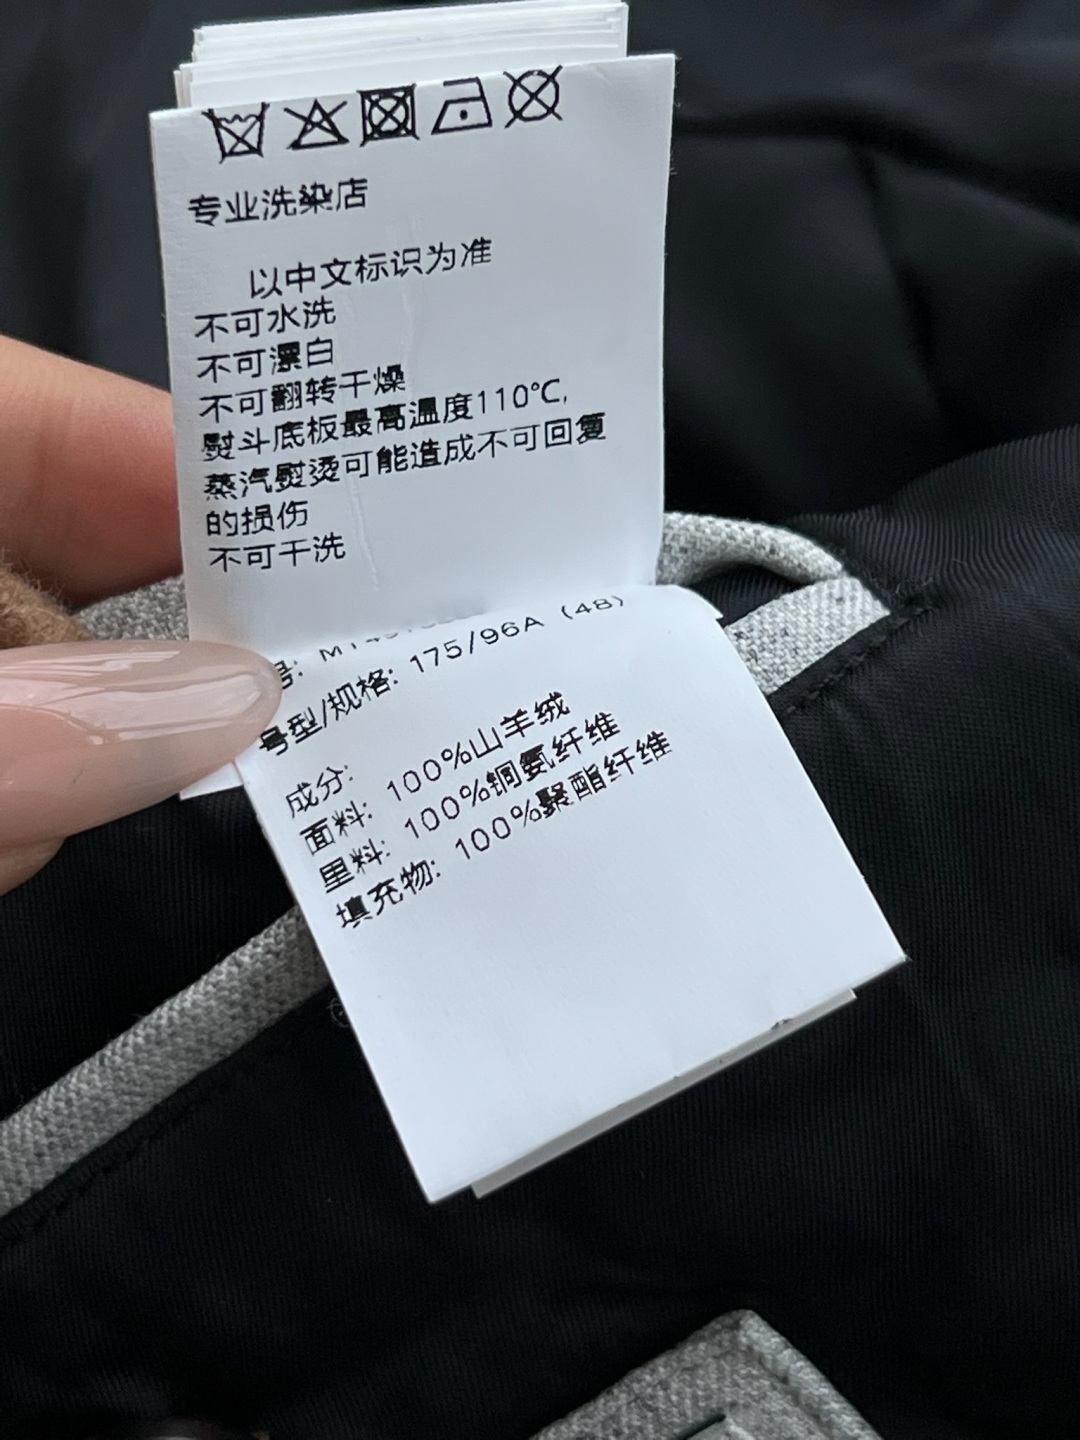 专业洗染店
以中文标识为准
不可水洗
不可漂白
不可翻转干燥
熨斗底板最高温度110℃,
蒸汽熨烫可能造成不可回复
的损伤
不可干洗
号:
号型/规格: 175/96A (48)
成分:
面料: 100%山羊绒
里料: 100%铜氨纤维
填充物: 100%聚酯纤维